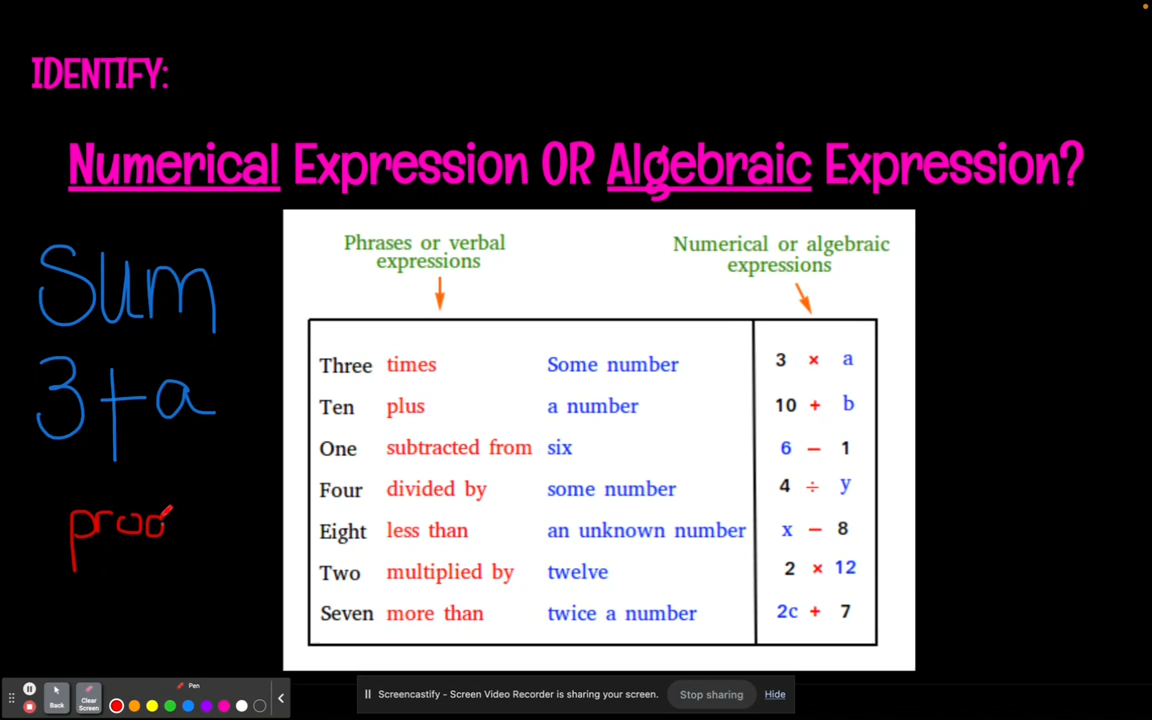 IDENTIFY:
Numerical Expression OR Algebraic Expression?
Sum
3+a
proo
Phrases or verbal
expressions
Numerical or algebraic
expressions
Three times Some number 3 × a
Ten plus a number 10 + b
One subtracted from six 6 − 1
Four divided by some number 4 ÷ y
Eight less than an unknown number x − 8
Two multiplied by twelve 2 × 12
Seven more than twice a number 2c + 7
Pen
Back
Clear
Screen
Screencastify - Screen Video Recorder is sharing your screen.
Stop sharing
Hide